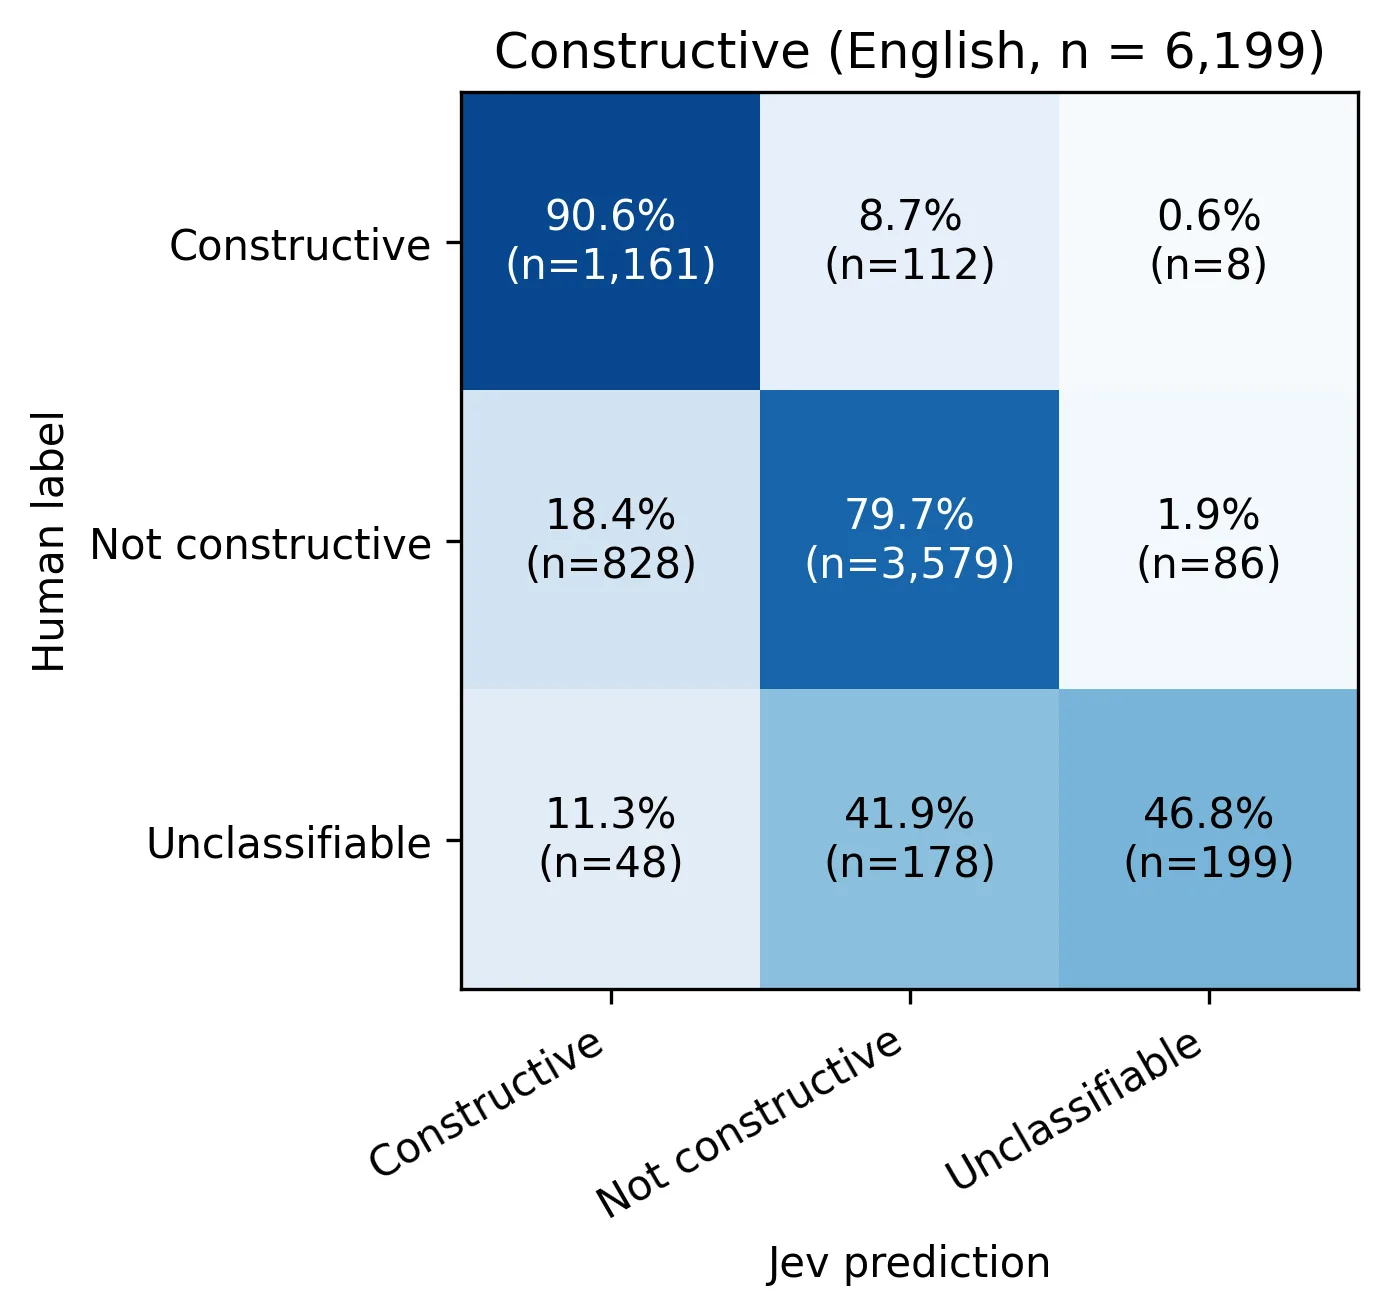 Constructive (English, n = 6,199)
Human label
Constructive
90.6%
(n=1,161)
8.7%
(n=112)
0.6%
(n=8)
Not constructive
18.4%
(n=828)
79.7%
(n=3,579)
1.9%
(n=86)
Unclassifiable
11.3%
(n=48)
41.9%
(n=178)
46.8%
(n=199)
Constructive
Not constructive
Unclassifiable
Jev prediction